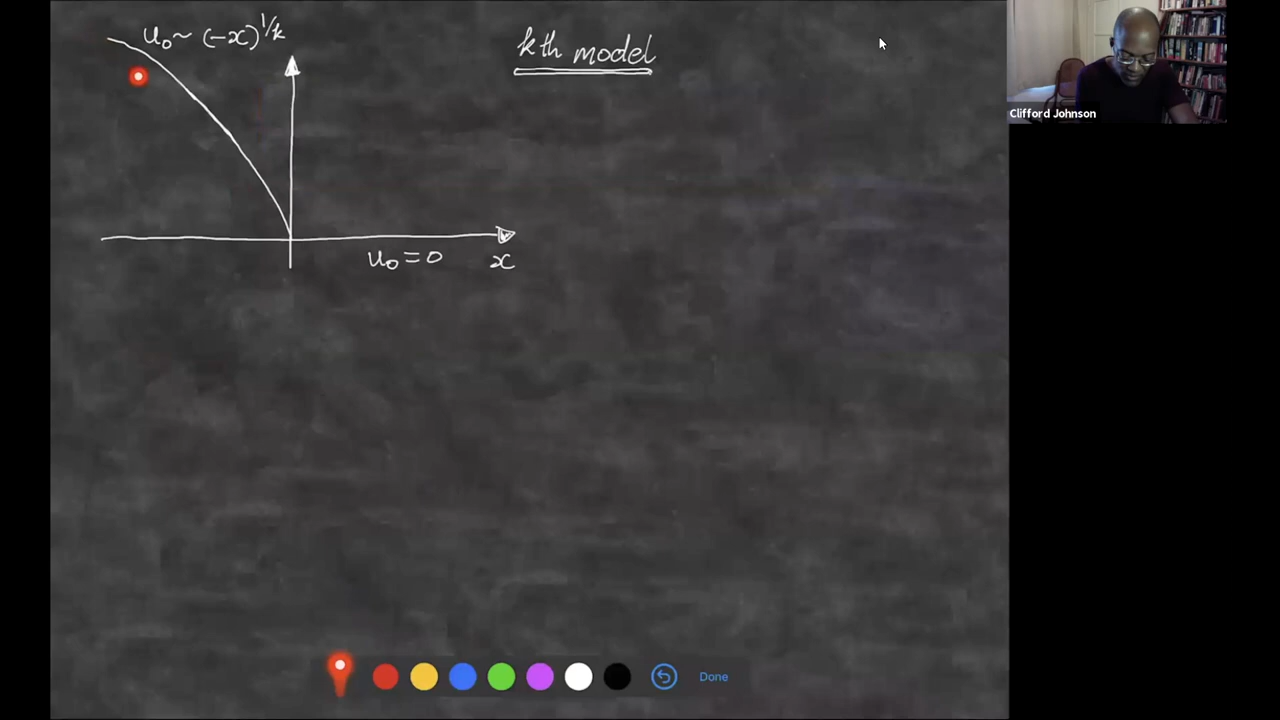 u₀ ~ (-x)^1/k
kth model
Clifford Johnson
u₀ = 0
x
Done